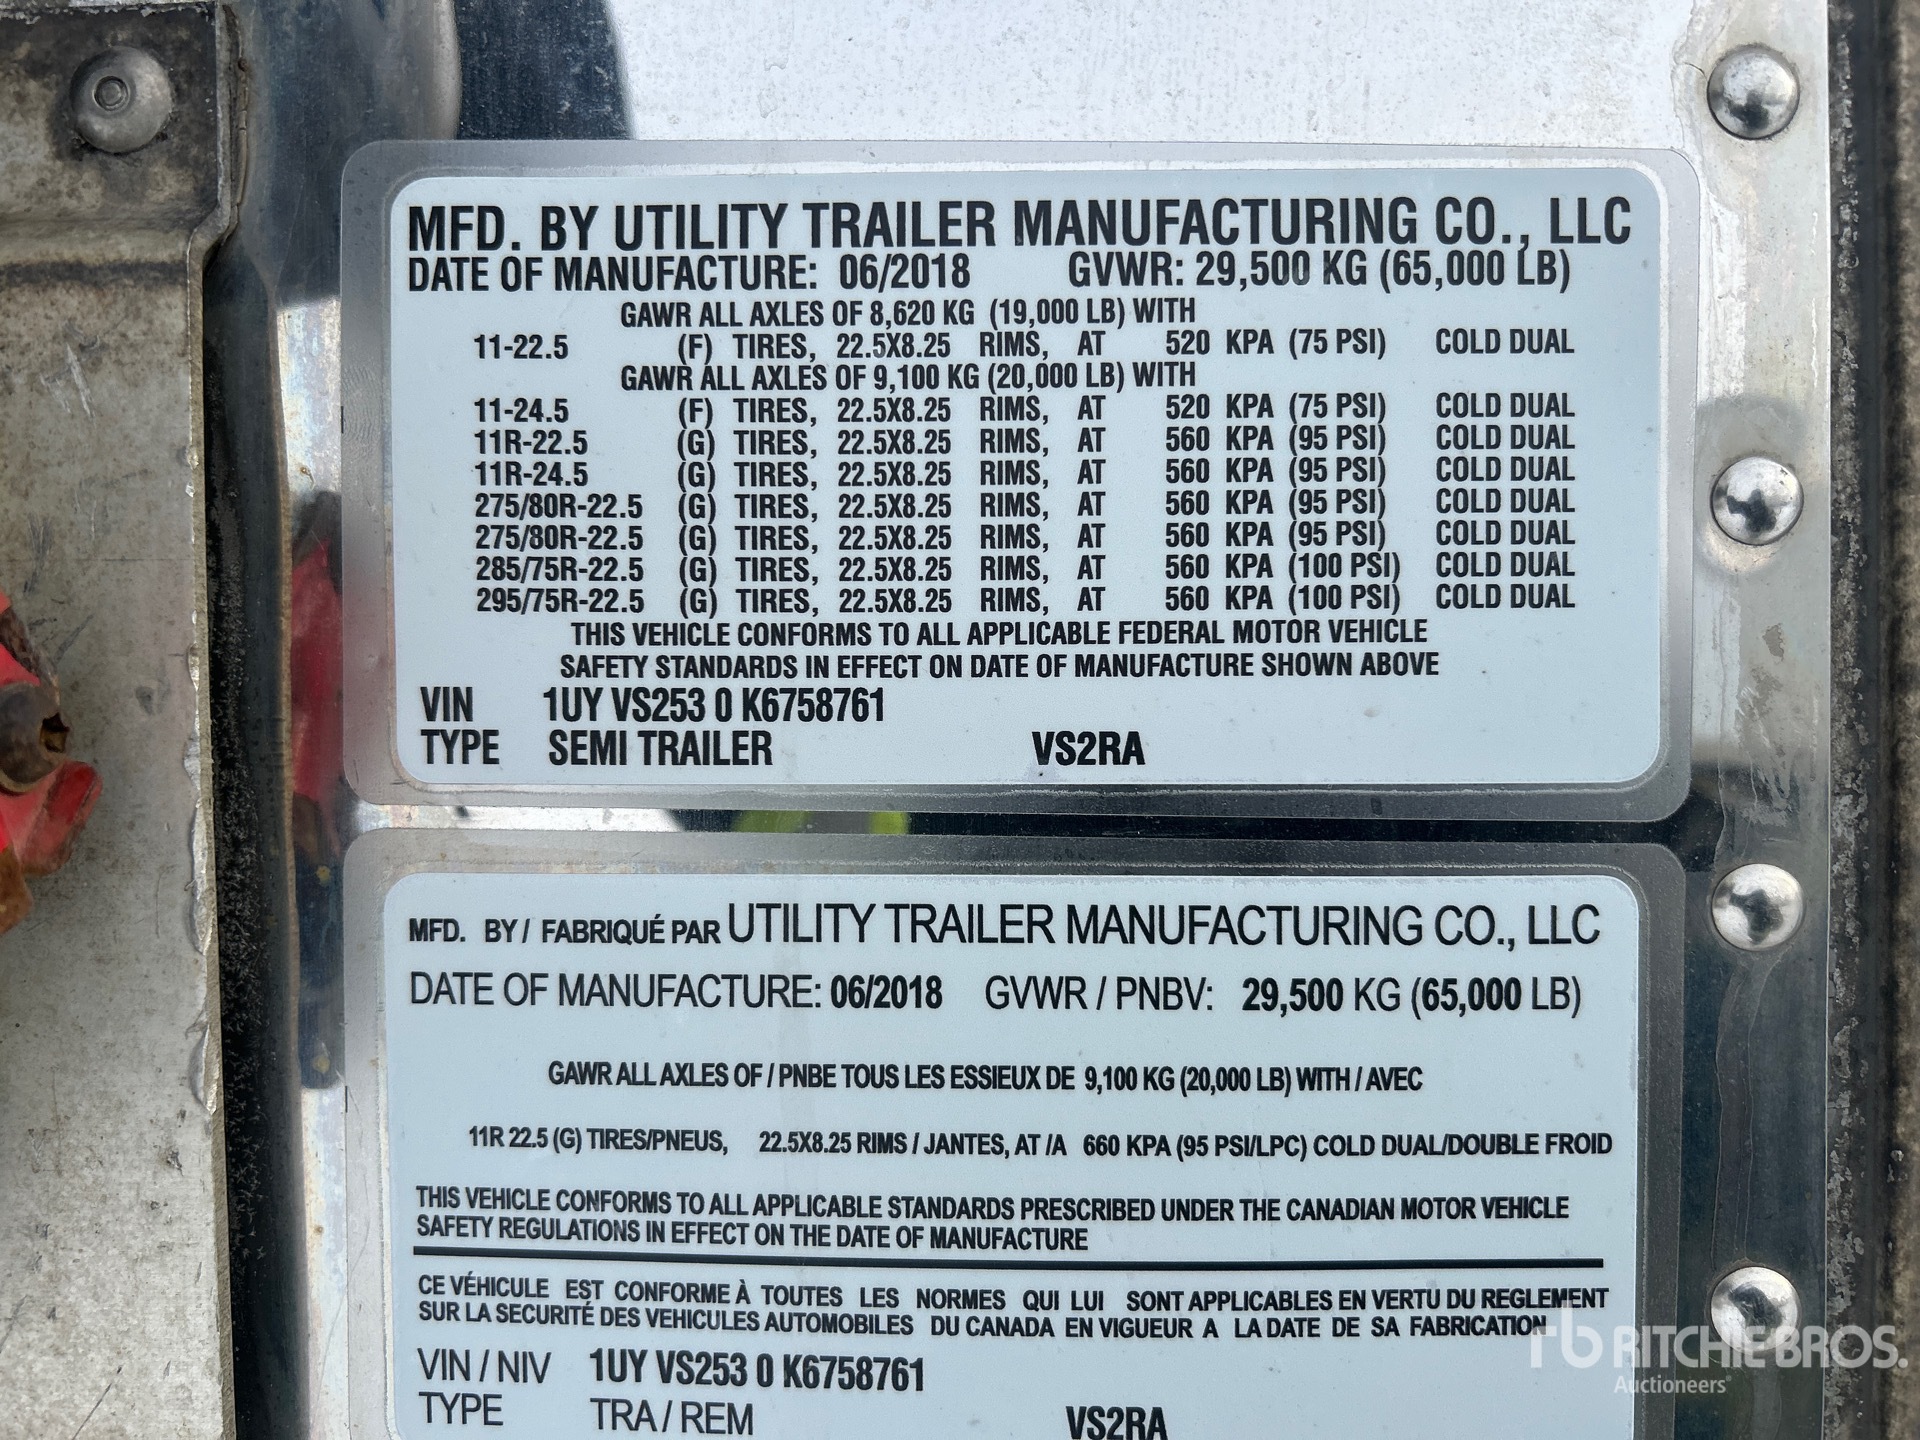 MFD. BY UTILITY TRAILER MANUFACTURING CO., LLC
DATE OF MANUFACTURE: 06/2018 GVWR: 29,500 KG (65,000 LB)
GAWR ALL AXLES OF 8,620 KG (19,000 LB) WITH
11-22.5 (F) TIRES, 22.5X8.25 RIMS, AT 520 KPA (75 PSI) COLD DUAL
GAWR ALL AXLES OF 9,100 KG (20,000 LB) WITH
11-24.5 (F) TIRES, 22.5X8.25 RIMS, AT 520 KPA (75 PSI) COLD DUAL
11R-22.5 (G) TIRES, 22.5X8.25 RIMS, AT 560 KPA (95 PSI) COLD DUAL
11R-24.5 (G) TIRES, 22.5X8.25 RIMS, AT 560 KPA (95 PSI) COLD DUAL
275/80R-22.5 (G) TIRES, 22.5X8.25 RIMS, AT 560 KPA (95 PSI) COLD DUAL
275/80R-22.5 (G) TIRES, 22.5X8.25 RIMS, AT 560 KPA (95 PSI) COLD DUAL
285/75R-22.5 (G) TIRES, 22.5X8.25 RIMS, AT 560 KPA (100 PSI) COLD DUAL
295/75R-22.5 (G) TIRES, 22.5X8.25 RIMS, AT 560 KPA (100 PSI) COLD DUAL
THIS VEHICLE CONFORMS TO ALL APPLICABLE FEDERAL MOTOR VEHICLE
SAFETY STANDARDS IN EFFECT ON DATE OF MANUFACTURE SHOWN ABOVE
VIN 1UY VS253 0 K6758761
TYPE SEMI TRAILER VS2RA
MFD. BY / FABRIQUÉ PAR UTILITY TRAILER MANUFACTURING CO., LLC
DATE OF MANUFACTURE: 06/2018 GVWR / PNBV: 29,500 KG (65,000 LB)
GAWR ALL AXLES OF / PNBE TOUS LES ESSIEUX DE 9,100 KG (20,000 LB) WITH / AVEC
11R 22.5 (G) TIRES/PNEUS, 22.5X8.25 RIMS / JANTES, AT /A 660 KPA (95 PSI/LPC) COLD DUAL/DOUBLE FROID
THIS VEHICLE CONFORMS TO ALL APPLICABLE STANDARDS PRESCRIBED UNDER THE CANADIAN MOTOR VEHICLE
SAFETY REGULATIONS IN EFFECT ON THE DATE OF MANUFACTURE
CE VÉHICULE EST CONFORME À TOUTES LES NORMES QUI LUI SONT APPLICABLES EN VERTU DU REGLEMENT
SUR LA SECURITÉ DES VEHICULES AUTOMOBILES DU CANADA EN VIGUEUR A LA DATE DE SA FABRICATION
VIN / NIV 1UY VS253 0 K6758761
TYPE TRA / REM VS2RA
rb RITCHIE BROS.
Auctioneers